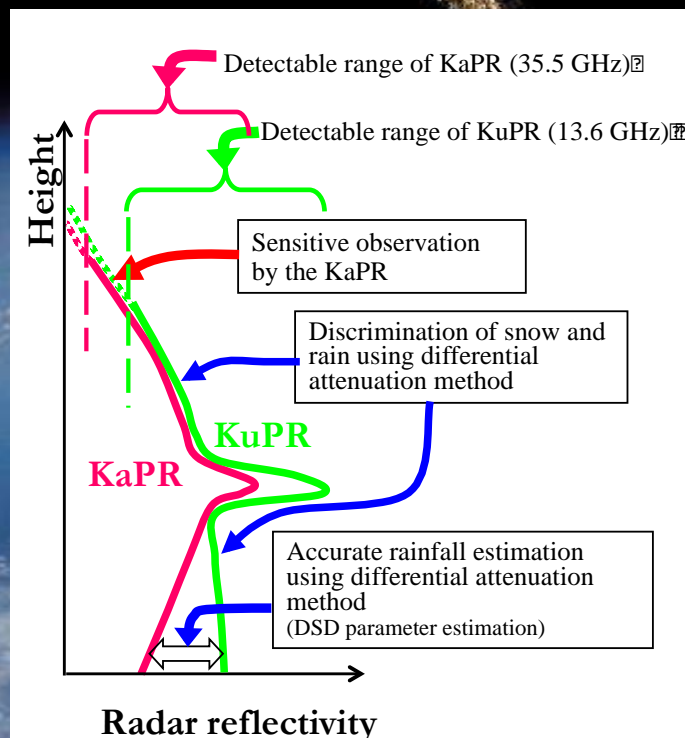 Detectable range of KaPR (35.5 GHz)
Detectable range of KuPR (13.6 GHz)
Height
Sensitive observation
by the KaPR
Discrimination of snow and
rain using differential
attenuation method
KuPR
KaPR
Accurate rainfall estimation
using differential attenuation
method
(DSD parameter estimation)
Radar reflectivity